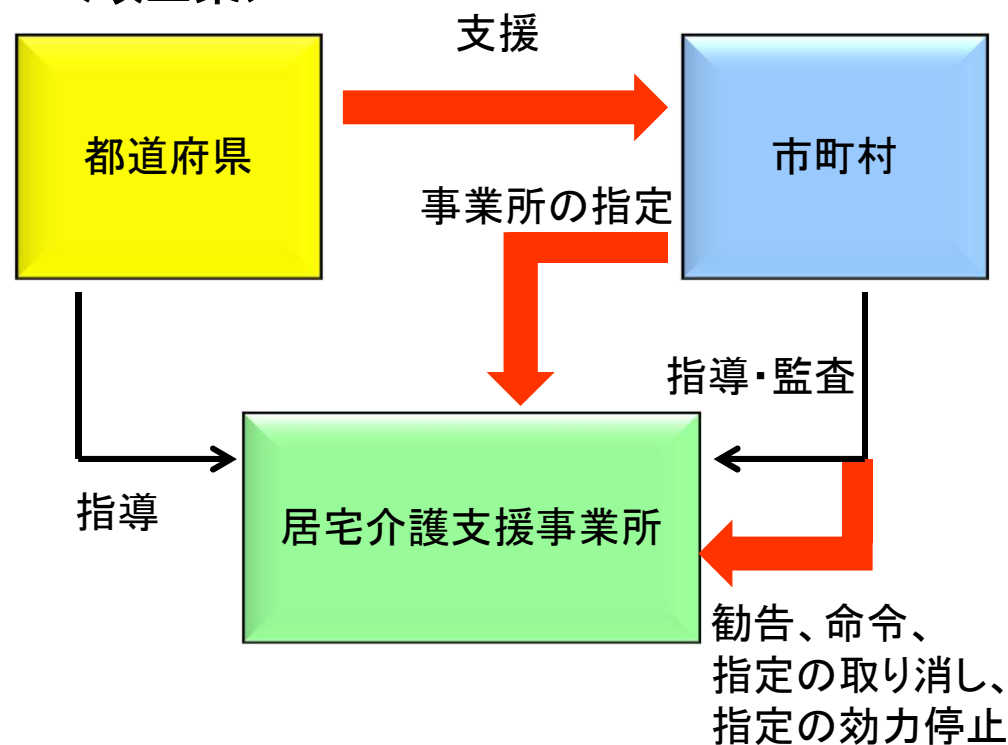 支援
都道府県
市町村
事業所の指定
指導・監査
指導
居宅介護支援事業所
勧告、命令、
指定の取り消し、
指定の効力停止